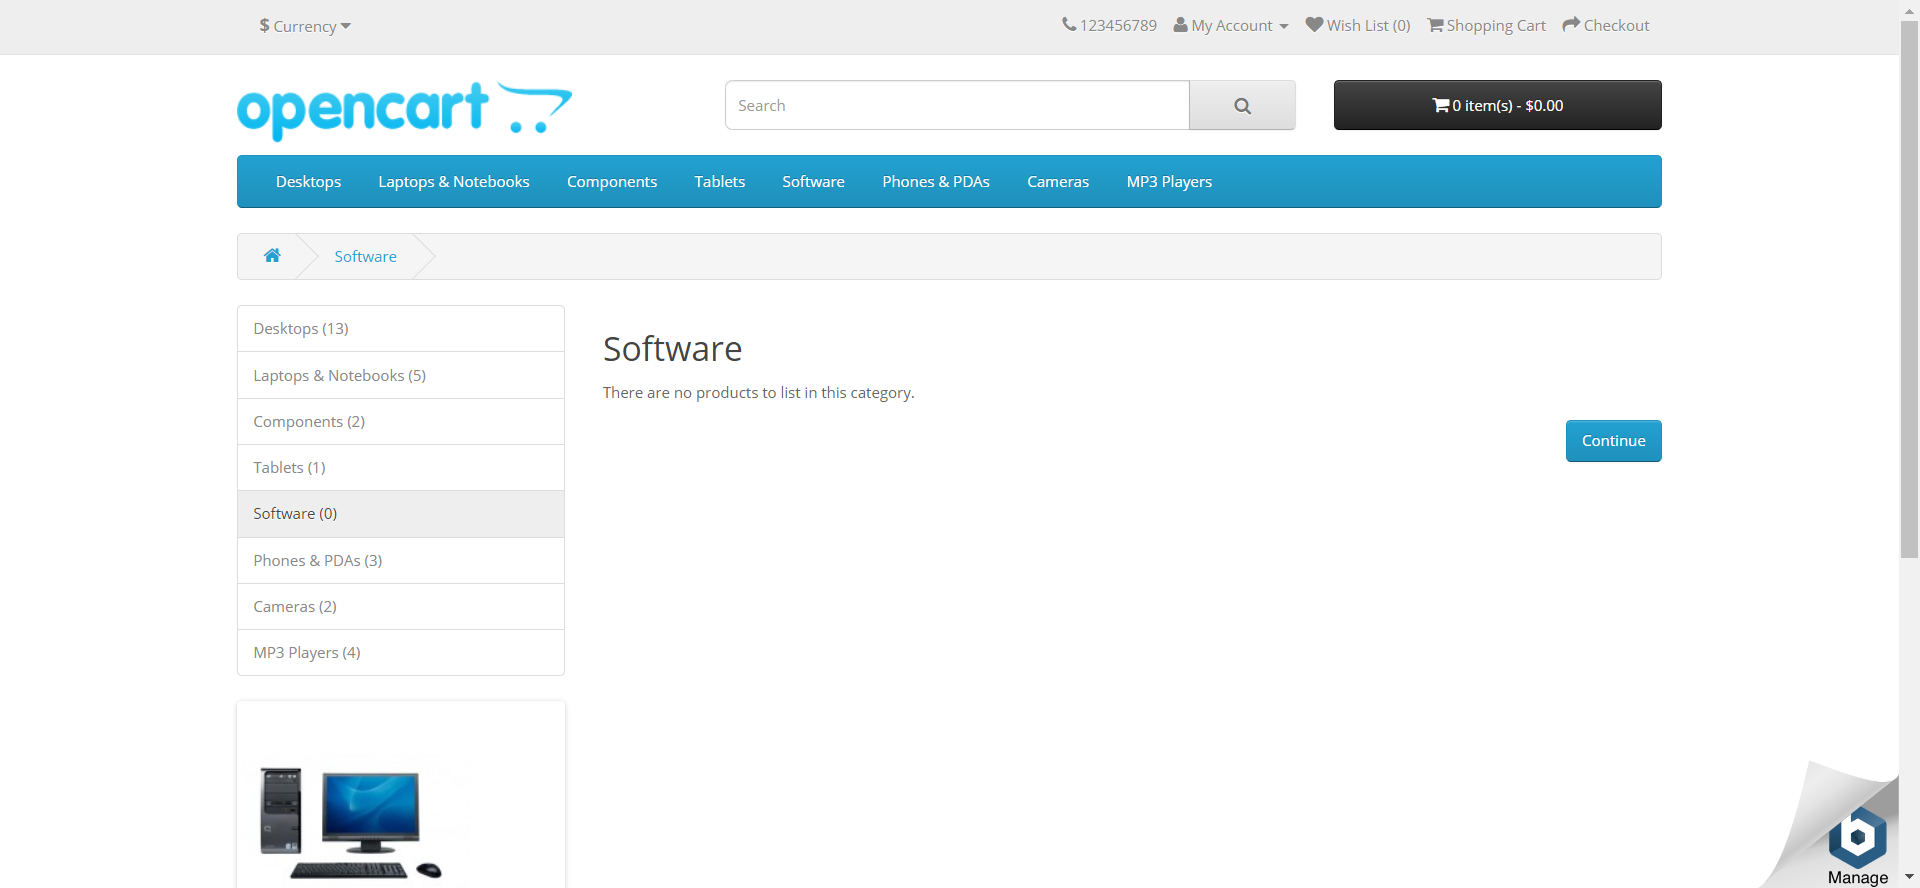 $ Currency
123456789 My Account Wish List (0) Shopping Cart Checkout
opencart
Search
0 item(s) - $0.00
Desktops Laptops & Notebooks Components Tablets Software Phones & PDAs Cameras MP3 Players
Software
Desktops (13)
Laptops & Notebooks (5)
Components (2)
Tablets (1)
Software (0)
Phones & PDAs (3)
Cameras (2)
MP3 Players (4)
Software
There are no products to list in this category.
Continue
b
Manage